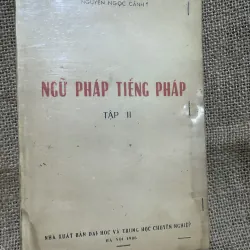 NGUYỄN NGỌC CẢNH
NGỮ PHÁP TIẾNG PHÁP
TẬP II
NHÀ XUẤT BẢN ĐẠI HỌC VÀ TRUNG HỌC CHUYÊN NGHIỆP
HÀ NỘI